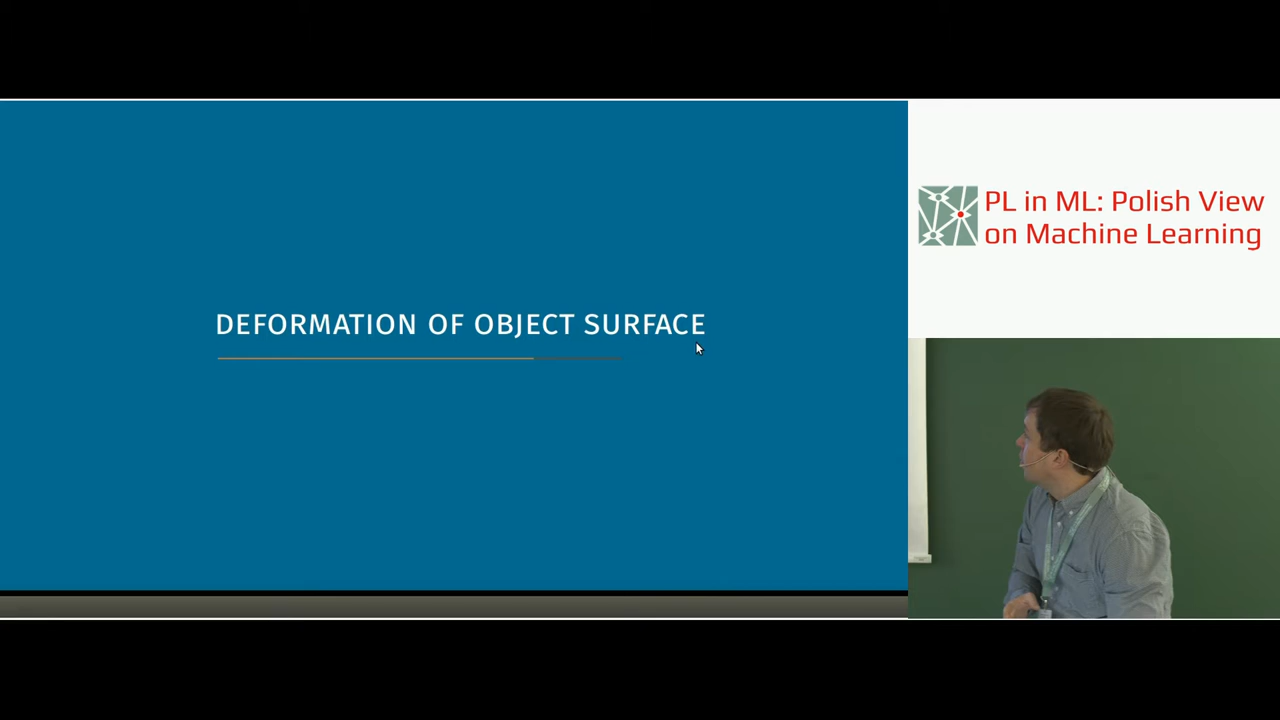 DEFORMATION OF OBJECT SURFACE
PL in ML: Polish View
on Machine Learning